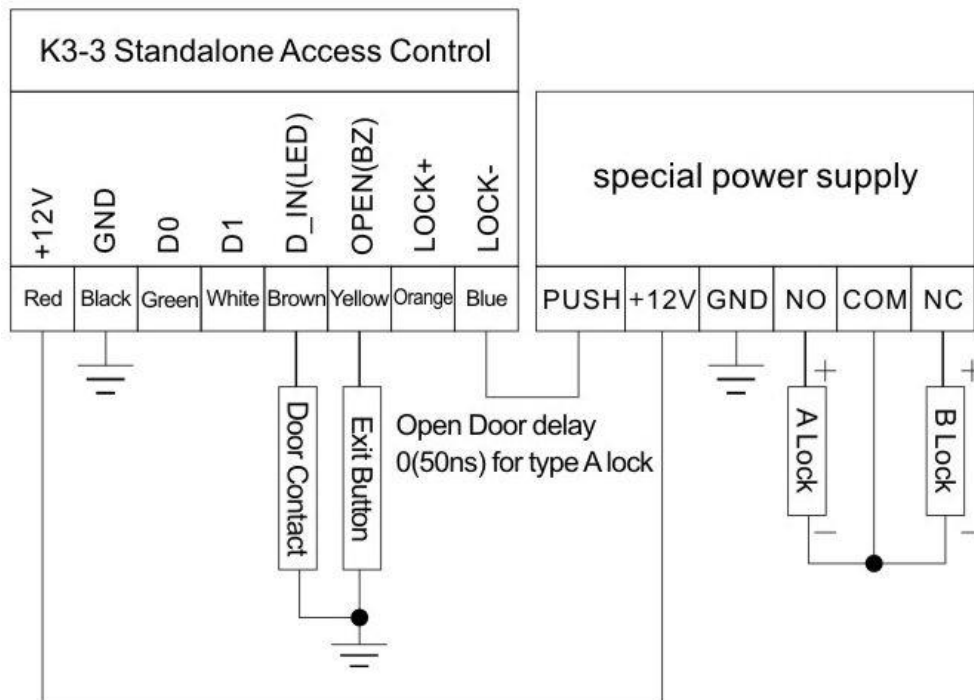 K3-3 Standalone Access Control
+12V
GND
D0
D1
D_IN(LED)
OPEN(BZ)
LOCK+
LOCK-
Red
Black
Green
White
Brown
Yellow
Orange
Blue
special power supply
PUSH
+12V
GND
NO
COM
NC
Door Contact
Exit Button
Open Door delay
0(50ns) for type A lock
+
A Lock
−
+
B Lock
−